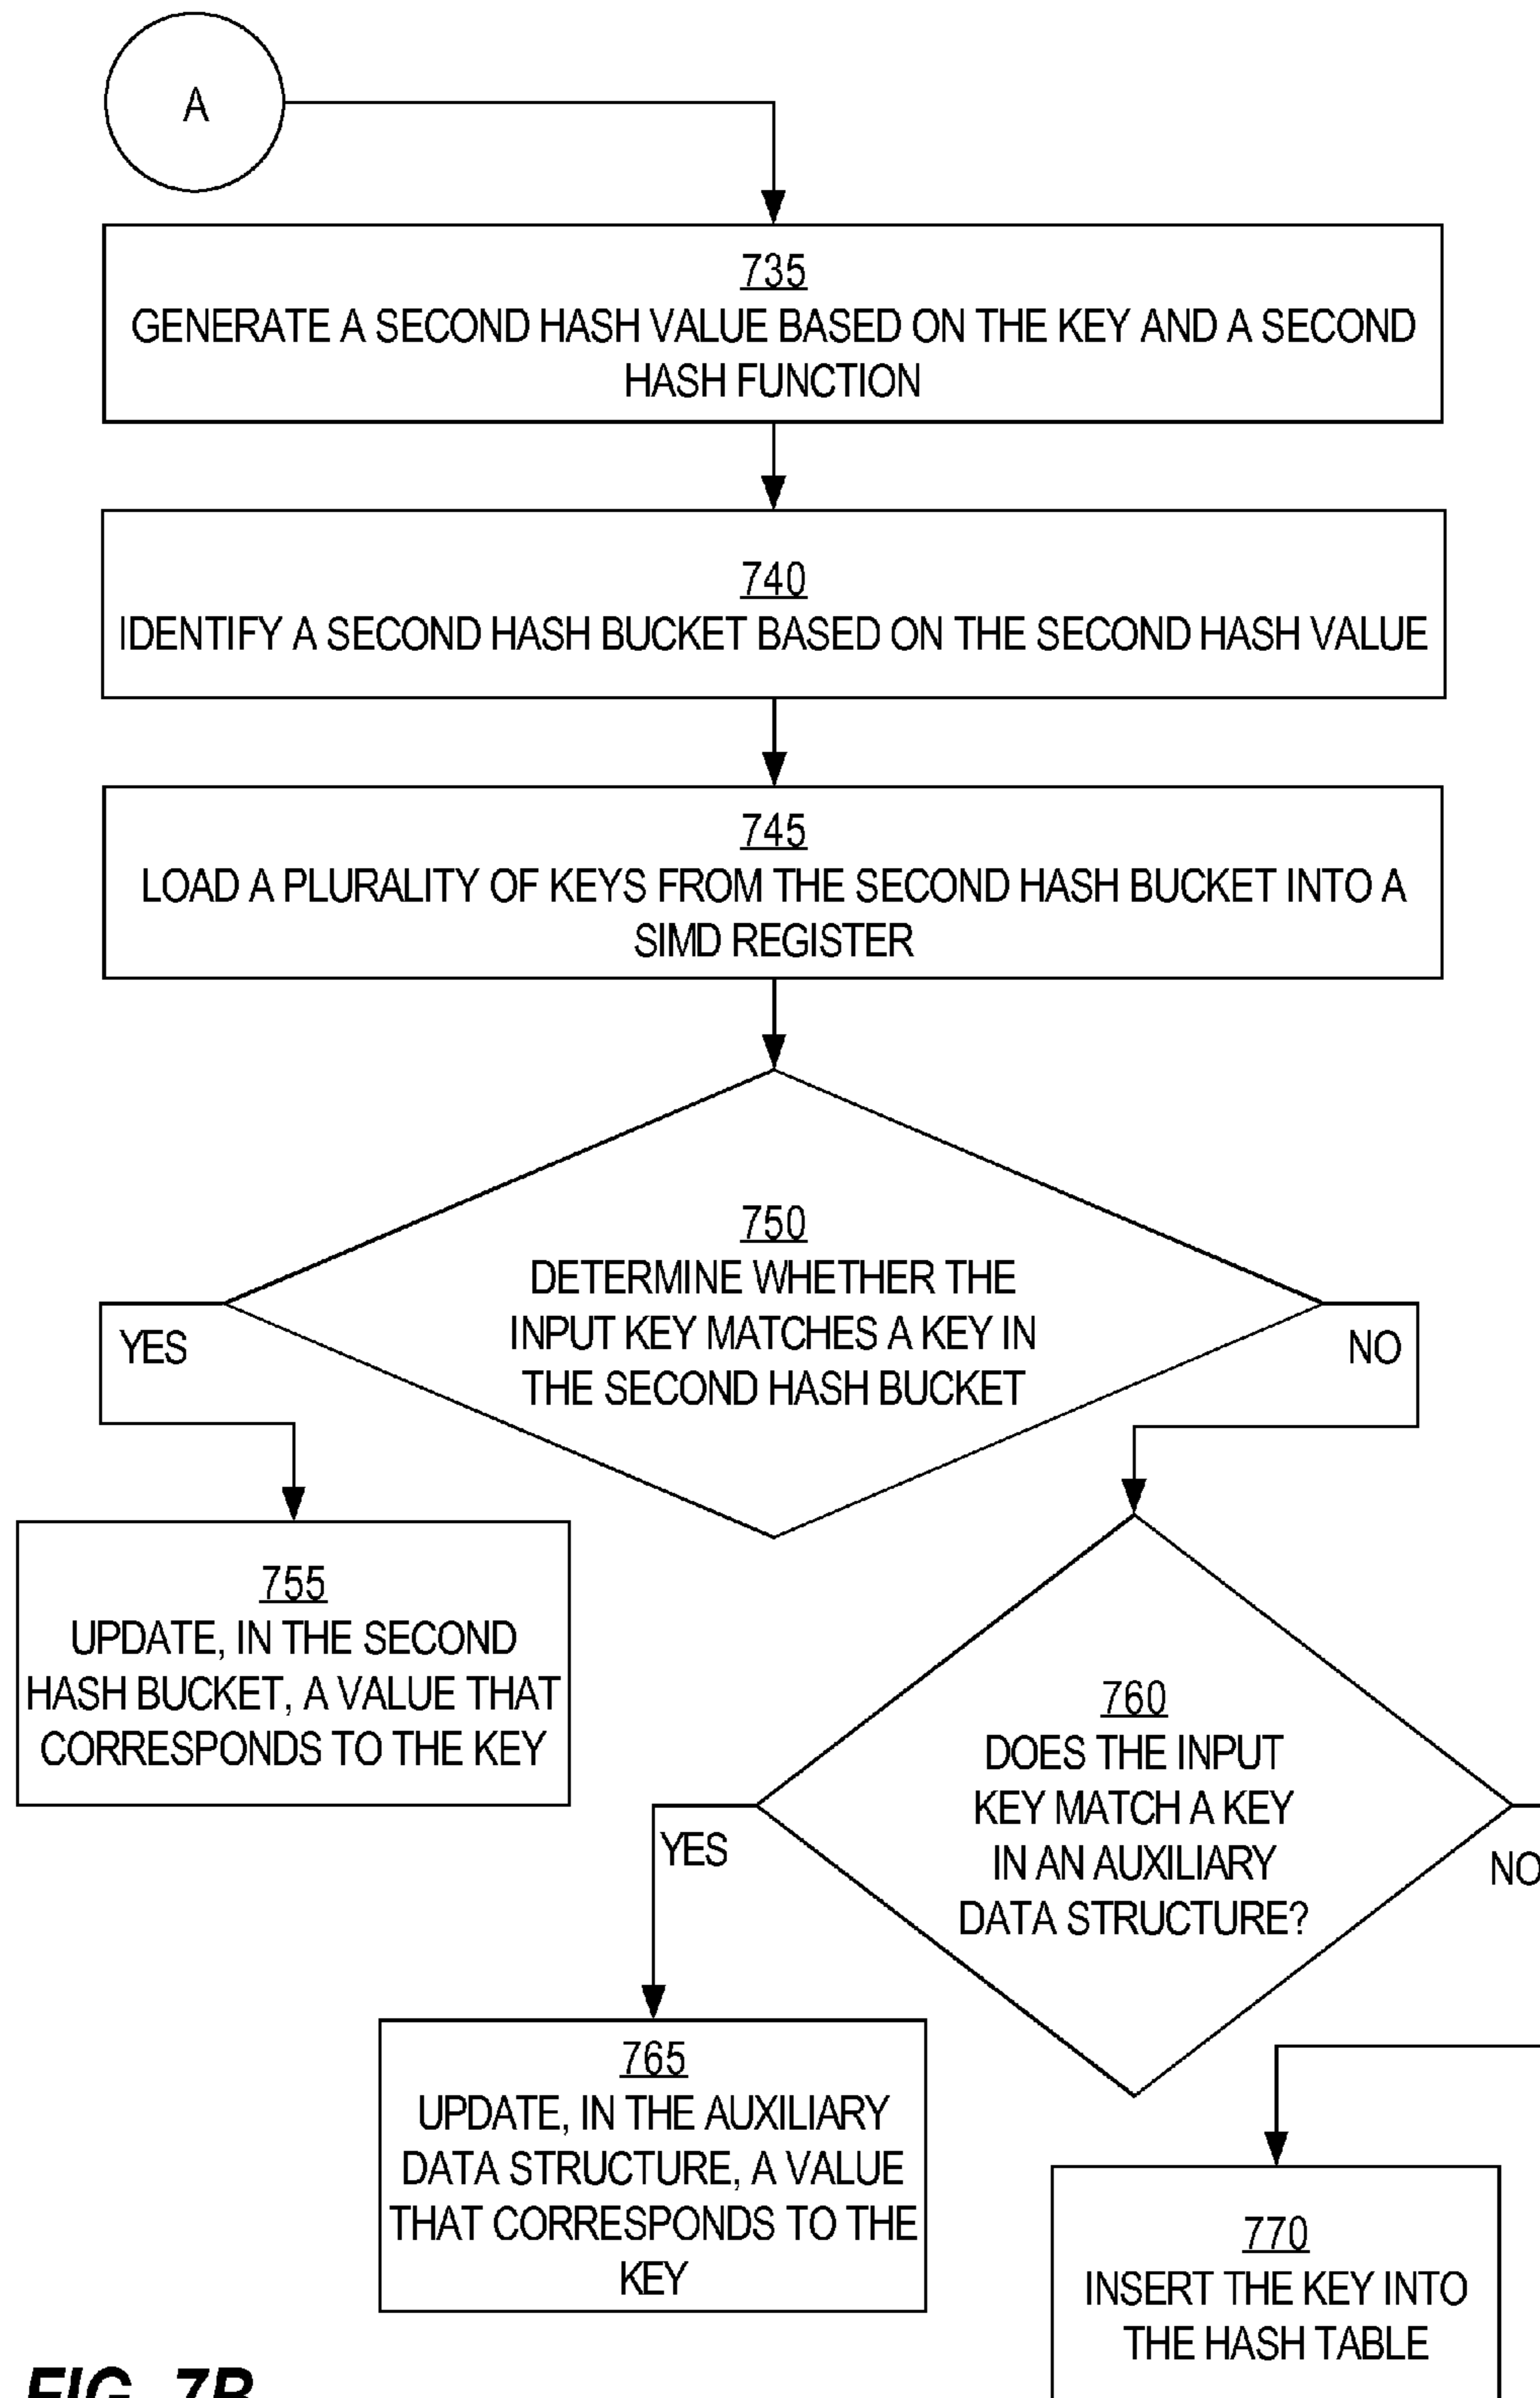 A
735
GENERATE A SECOND HASH VALUE BASED ON THE KEY AND A SECOND
HASH FUNCTION
740
IDENTIFY A SECOND HASH BUCKET BASED ON THE SECOND HASH VALUE
745
LOAD A PLURALITY OF KEYS FROM THE SECOND HASH BUCKET INTO A
SIMD REGISTER
750
DETERMINE WHETHER THE
INPUT KEY MATCHES A KEY IN
THE SECOND HASH BUCKET
YES
NO
755
UPDATE, IN THE SECOND
HASH BUCKET, A VALUE THAT
CORRESPONDS TO THE KEY
760
DOES THE INPUT
KEY MATCH A KEY
IN AN AUXILIARY
DATA STRUCTURE?
YES
NO
765
UPDATE, IN THE AUXILIARY
DATA STRUCTURE, A VALUE
THAT CORRESPONDS TO THE
KEY
770
INSERT THE KEY INTO
THE HASH TABLE
FIG. 7B